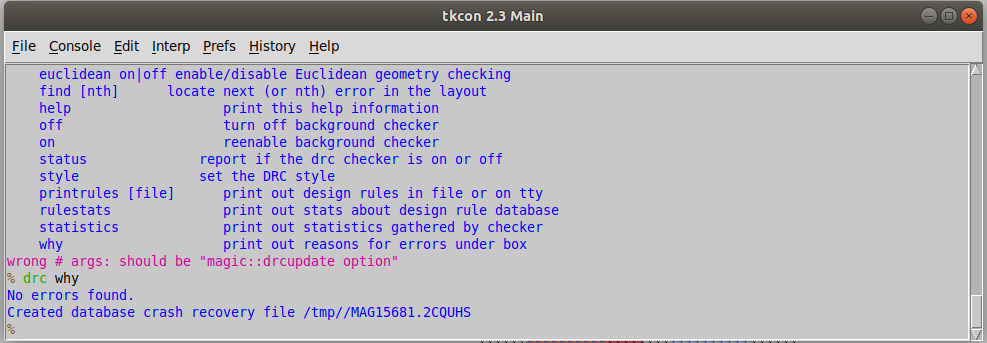 tkcon 2.3 Main
File Console Edit Interp Prefs History Help
euclidean on|off enable/disable Euclidean geometry checking
find [nth] locate next (or nth) error in the layout
help print this help information
off turn off background checker
on reenable background checker
status report if the drc checker is on or off
style set the DRC style
printrules [file] print out design rules in file or on tty
rulestats print out stats about design rule database
statistics print out statistics gathered by checker
why print out reasons for errors under box
wrong # args: should be "magic::drcupdate option"
% drc why
No errors found.
Created database crash recovery file /tmp//MAG15681.2CQUHS
%